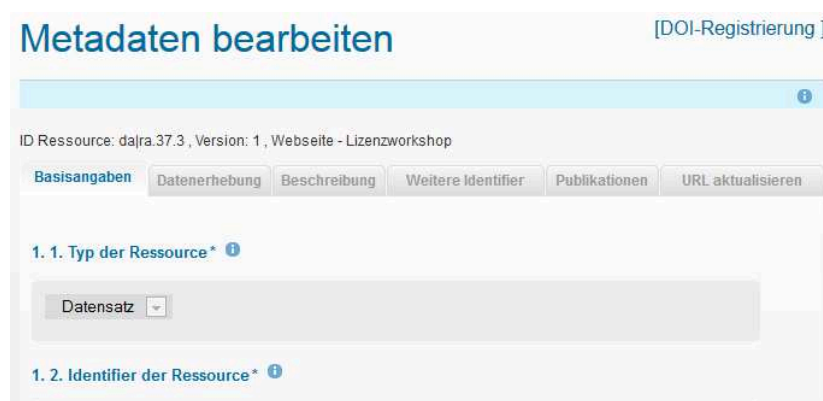 Metadaten bearbeiten
[DOI-Registrierung ]
ID Ressource: da|ra.37.3 , Version: 1 , Webseite - Lizenzworkshop
Basisangaben Datenerhebung Beschreibung Weitere Identifier Publikationen URL aktualisieren
1. 1. Typ der Ressource*
Datensatz
1. 2. Identifier der Ressource*